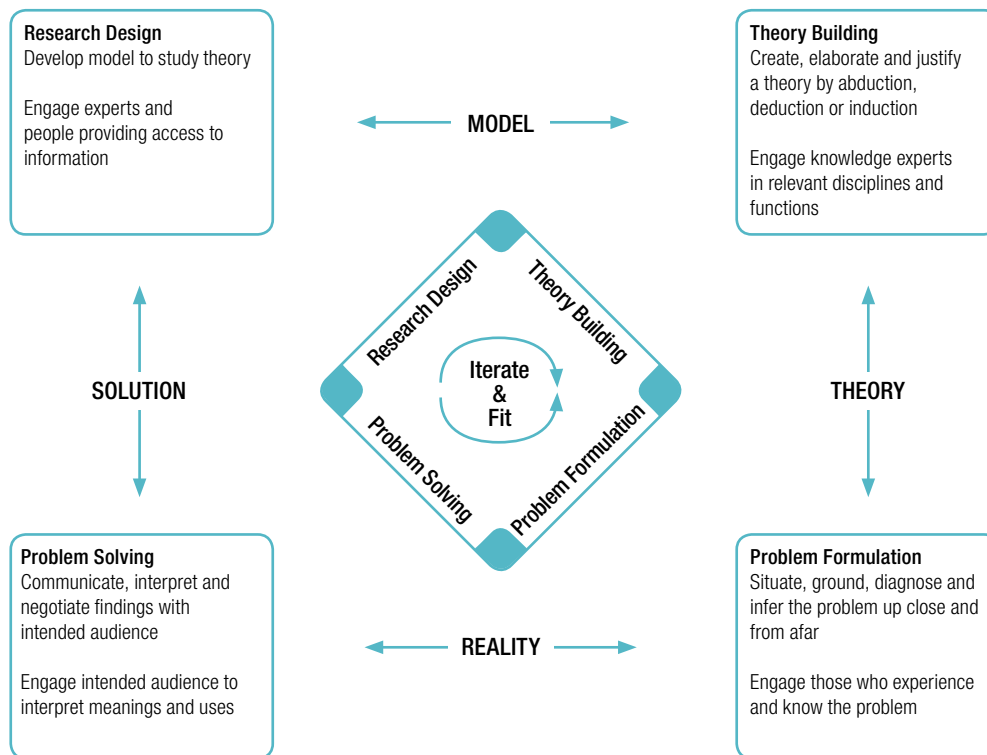 Research Design
Develop model to study theory
Engage experts and
people providing access to
information
MODEL
Theory Building
Create, elaborate and justify
a theory by abduction,
deduction or induction
Engage knowledge experts
in relevant disciplines and
functions
SOLUTION
Research Design
Theory Building
Iterate
&
Fit
Problem Solving
Problem Formulation
THEORY
Problem Solving
Communicate, interpret and
negotiate findings with
intended audience
Engage intended audience to
interpret meanings and uses
REALITY
Problem Formulation
Situate, ground, diagnose and
infer the problem up close and
from afar
Engage those who experience
and know the problem